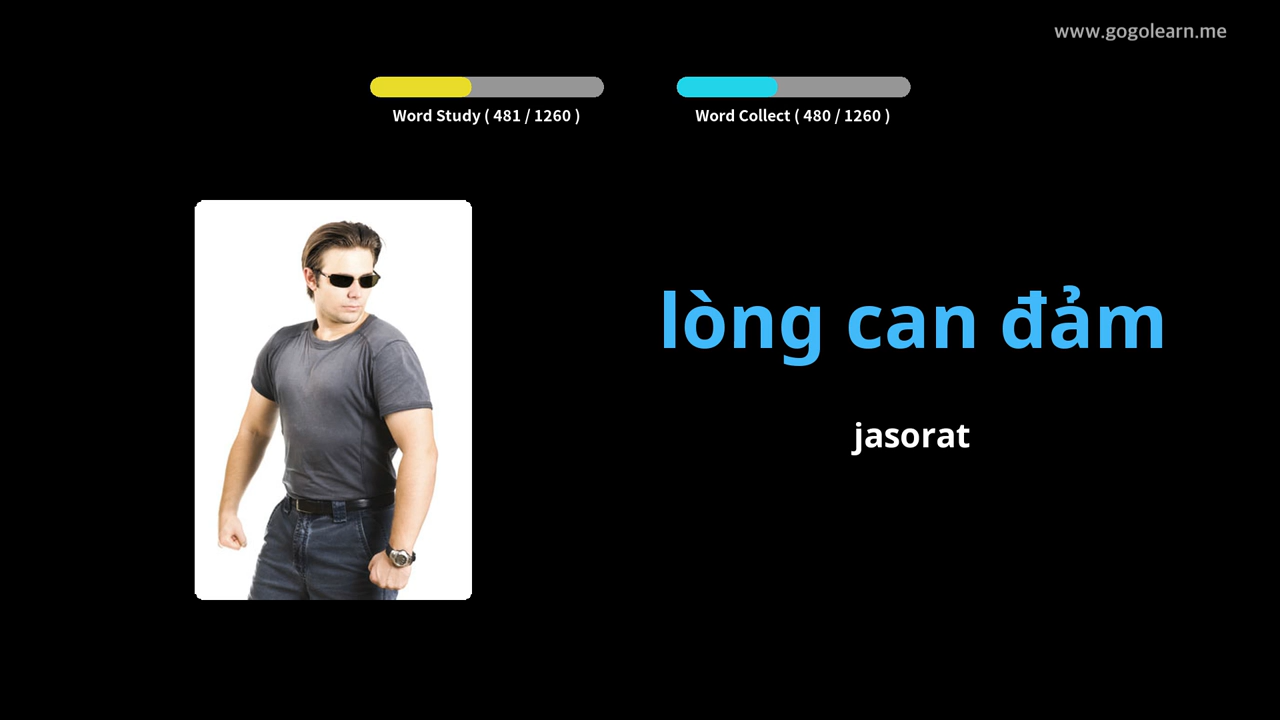 www.gogolearn.me
Word Study ( 481 / 1260 )
Word Collect ( 480 / 1260 )
lòng can đảm
jasorat